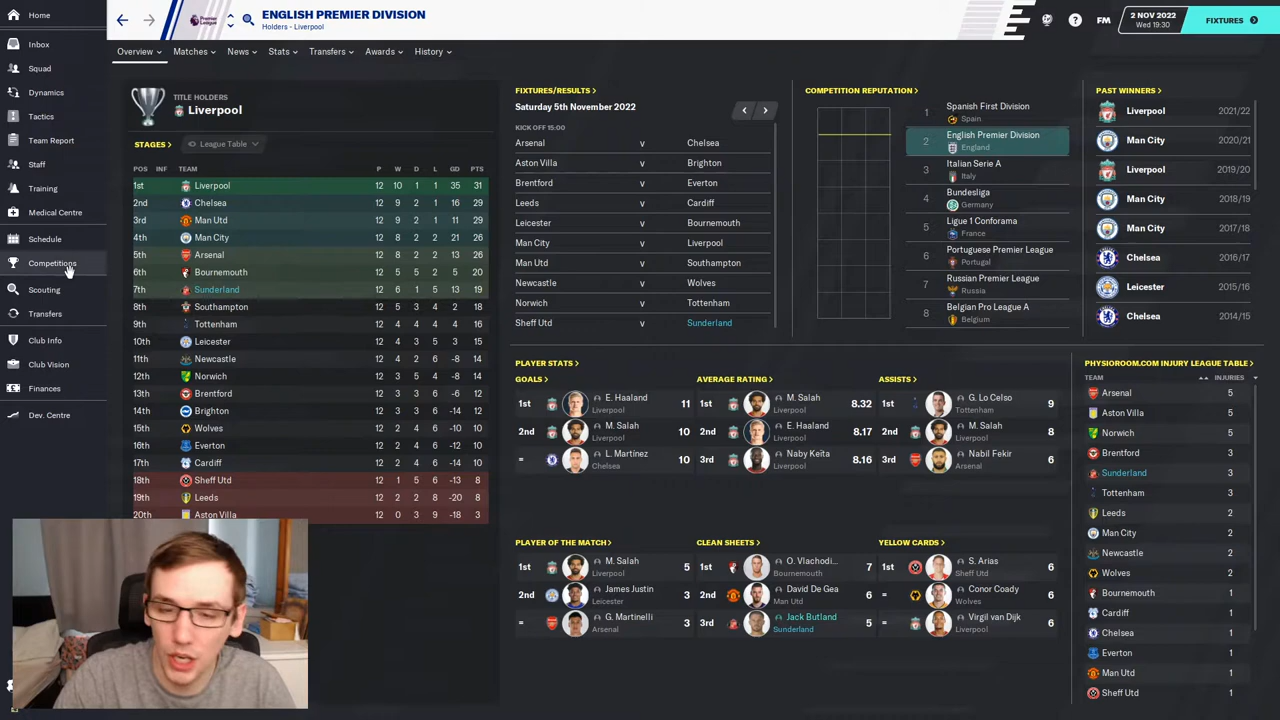 Home
Inbox
Squad
Dynamics
Tactics
Team Report
Staff
Training
Medical Centre
Schedule
Competitions
Scouting
Transfers
Club Info
Club Vision
Finances
Dev. Centre
ENGLISH PREMIER DIVISION
Holders - Liverpool
FM
2 NOV 2022
Wed 19:30
FIXTURES
Overview Matches News Stats Transfers Awards History
TITLE HOLDERS
Liverpool
STAGES > League Table
POS INF TEAM P W D L GD PTS
1st Liverpool 12 10 1 1 35 31
2nd Chelsea 12 9 2 1 16 29
3rd Man Utd 12 9 2 1 11 29
4th Man City 12 8 2 2 21 26
5th Arsenal 12 8 2 2 13 26
6th Bournemouth 12 5 5 2 5 20
7th Sunderland 12 6 1 5 13 19
8th Southampton 12 5 3 4 2 18
9th Tottenham 12 4 4 4 4 16
10th Leicester 12 4 3 5 3 15
11th Newcastle 12 4 2 6 -8 14
12th Norwich 12 3 5 4 -8 14
13th Brentford 12 3 3 6 -6 12
14th Brighton 12 3 3 6 -14 12
15th Wolves 12 2 4 6 -10 10
16th Everton 12 2 4 6 -12 10
17th Cardiff 12 2 4 6 -14 10
18th Sheff Utd 12 1 5 6 -13 8
19th Leeds 12 2 2 8 -20 8
20th Aston Villa 12 0 3 9 -18 3
FIXTURES/RESULTS >
Saturday 5th November 2022
KICK OFF 15:00
Arsenal v Chelsea
Aston Villa v Brighton
Brentford v Everton
Leeds v Cardiff
Leicester v Bournemouth
Man City v Liverpool
Man Utd v Southampton
Newcastle v Wolves
Norwich v Tottenham
Sheff Utd v Sunderland
COMPETITION REPUTATION >
1 Spanish First Division
Spain
2 English Premier Division
England
3 Italian Serie A
Italy
4 Bundesliga
Germany
5 Ligue 1 Conforama
France
6 Portuguese Premier League
Portugal
7 Russian Premier League
Russia
8 Belgian Pro League A
Belgium
PAST WINNERS >
Liverpool 2021/22
Man City 2020/21
Liverpool 2019/20
Man City 2018/19
Man City 2017/18
Chelsea 2016/17
Leicester 2015/16
Chelsea 2014/15
PLAYER STATS >
GOALS >
1st E. Haaland 11
Liverpool
2nd M. Salah 10
Liverpool
= L. Martínez 10
Chelsea
AVERAGE RATING >
1st M. Salah 8.32
Liverpool
2nd E. Haaland 8.17
Liverpool
3rd Naby Keïta 8.16
Liverpool
ASSISTS >
1st G. Lo Celso 9
Tottenham
2nd M. Salah 8
Liverpool
3rd Nabil Fekir 6
Arsenal
PLAYER OF THE MATCH >
1st M. Salah 5
Liverpool
2nd James Justin 3
Leicester
= G. Martinelli 3
Arsenal
CLEAN SHEETS >
1st O. Vlachodi... 7
Bournemouth
2nd David De Gea 6
Man Utd
3rd Jack Butland 5
Sunderland
YELLOW CARDS >
1st S. Arias 6
Sheff Utd
= Conor Coady 6
Wolves
= Virgil van Dijk 6
Liverpool
PHYSIOROOM.COM INJURY LEAGUE TABLE >
TEAM INJURIES
Arsenal 5
Aston Villa 5
Norwich 5
Brentford 3
Sunderland 3
Tottenham 3
Leeds 2
Man City 2
Newcastle 2
Wolves 2
Bournemouth 1
Cardiff 1
Chelsea 1
Everton 1
Man Utd 1
Sheff Utd 1